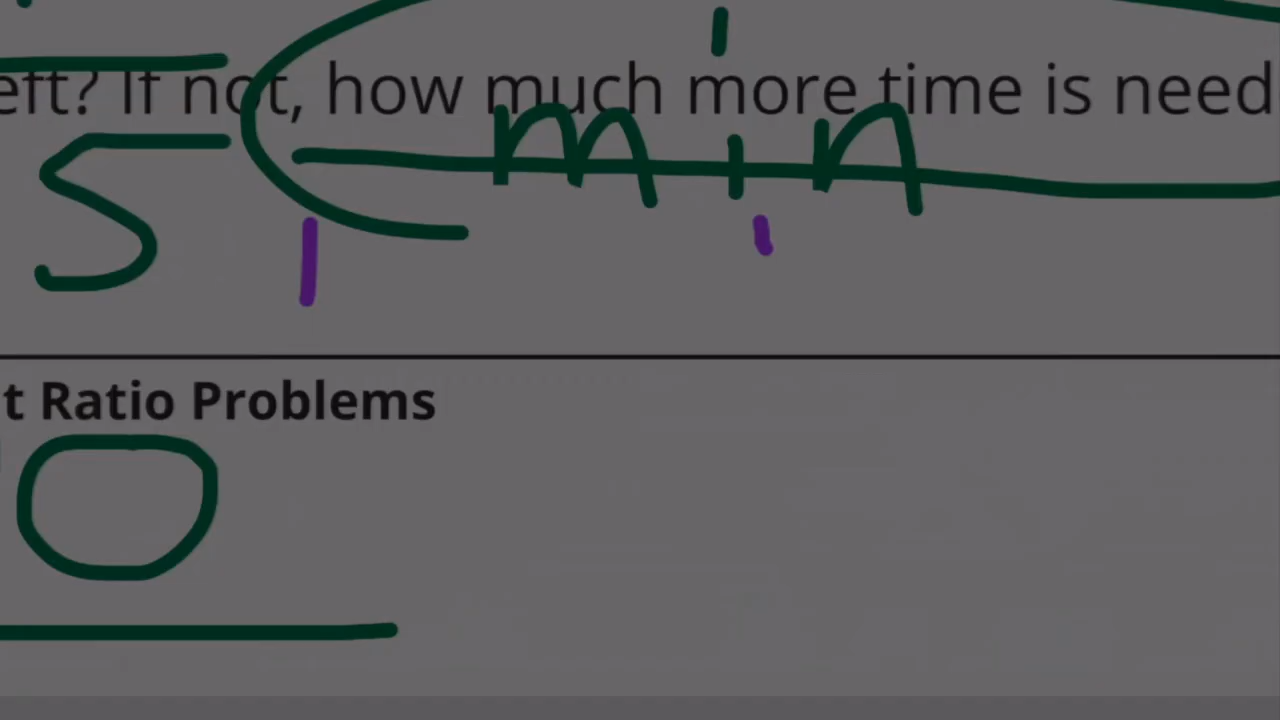 eft? If not, how much more time is need
min
5
t Ratio Problems
0